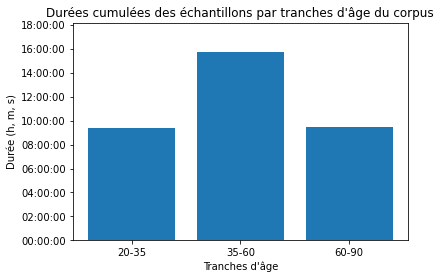 Durées cumulées des échantillons par tranches d'âge du corpus
18:00:00
16:00:00
14:00:00
12:00:00
10:00:00
08:00:00
06:00:00
04:00:00
02:00:00
00:00:00
Durée (h, m, s)
20-35 35-60 60-90
Tranches d'âge